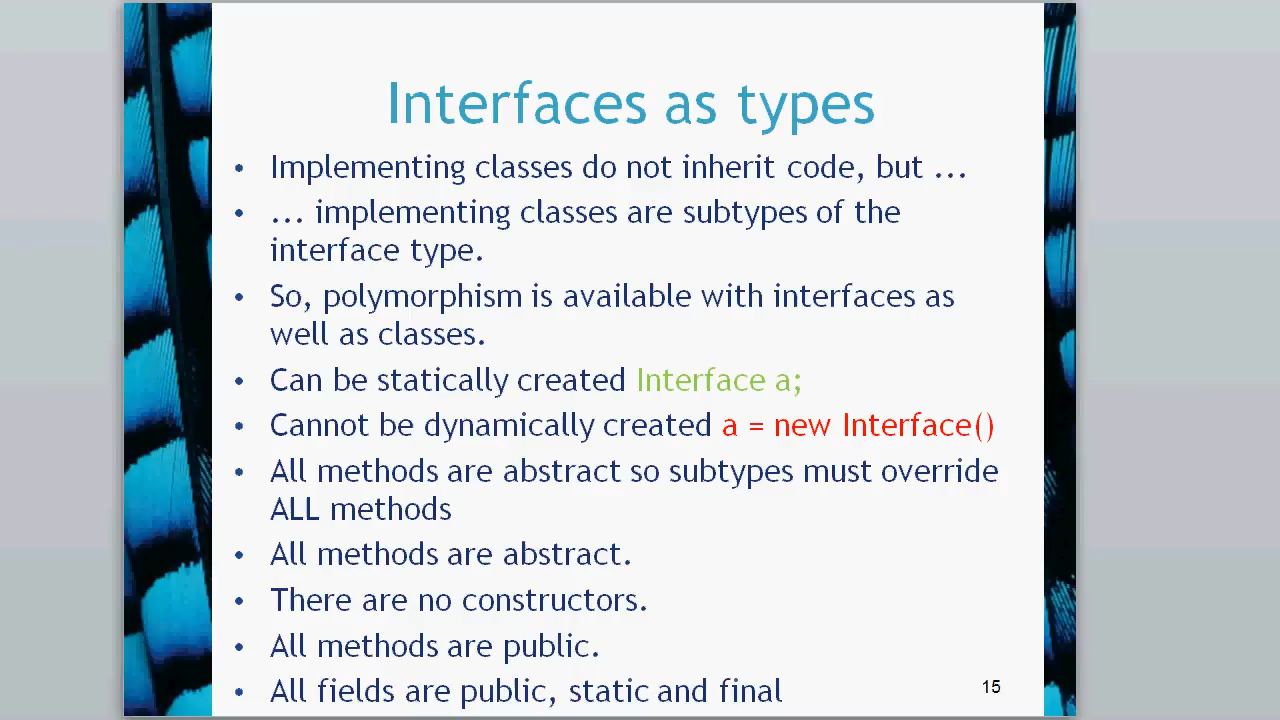 Interfaces as types
• Implementing classes do not inherit code, but ...
• ... implementing classes are subtypes of the
interface type.
• So, polymorphism is available with interfaces as
well as classes.
• Can be statically created Interface a;
• Cannot be dynamically created a = new Interface()
• All methods are abstract so subtypes must override
ALL methods
• All methods are abstract.
• There are no constructors.
• All methods are public.
• All fields are public, static and final
15